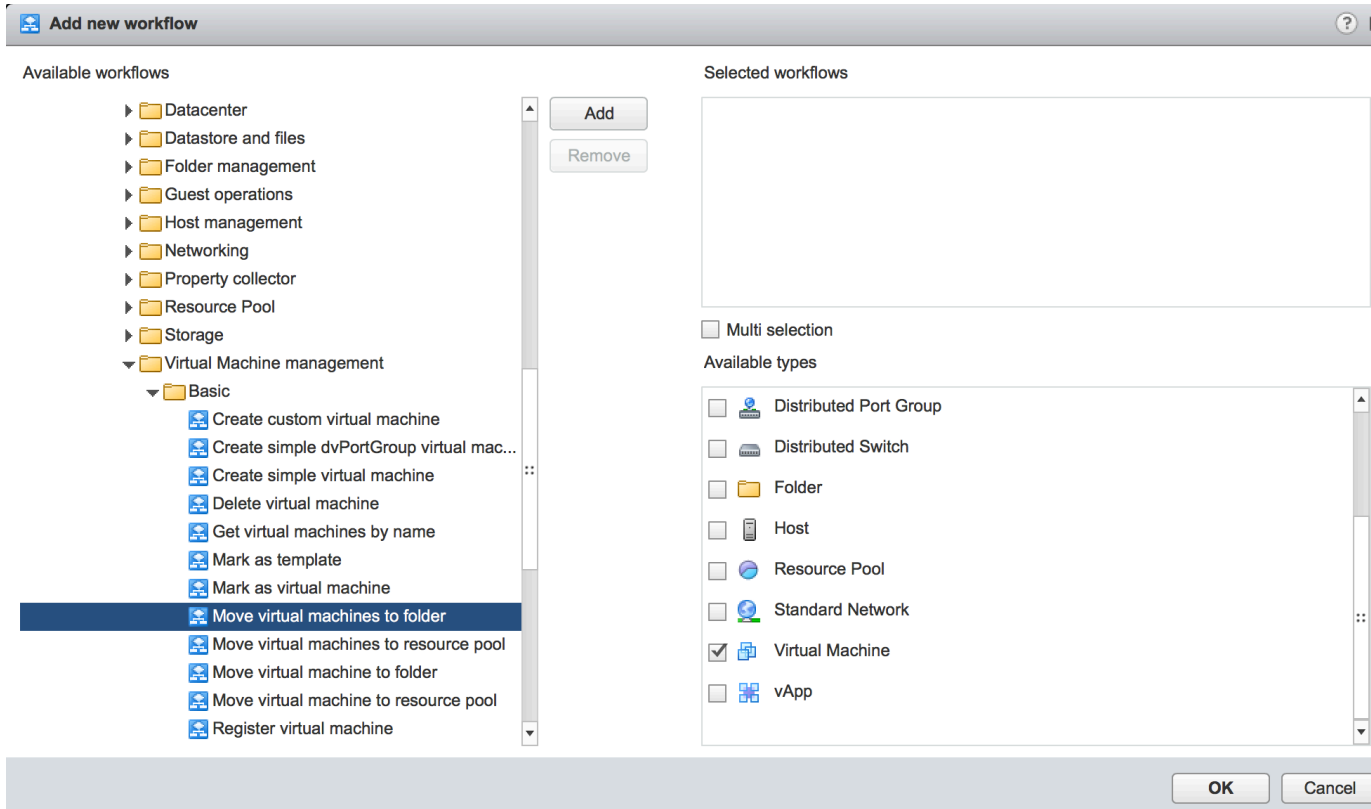 Add new workflow
?
Available workflows
Datacenter
Datastore and files
Folder management
Guest operations
Host management
Networking
Property collector
Resource Pool
Storage
Virtual Machine management
Basic
Create custom virtual machine
Create simple dvPortGroup virtual mac...
Create simple virtual machine
Delete virtual machine
Get virtual machines by name
Mark as template
Mark as virtual machine
Move virtual machines to folder
Move virtual machines to resource pool
Move virtual machine to folder
Move virtual machine to resource pool
Register virtual machine
Add
Remove
Selected workflows
Multi selection
Available types
Distributed Port Group
Distributed Switch
Folder
Host
Resource Pool
Standard Network
Virtual Machine
vApp
OK
Cancel